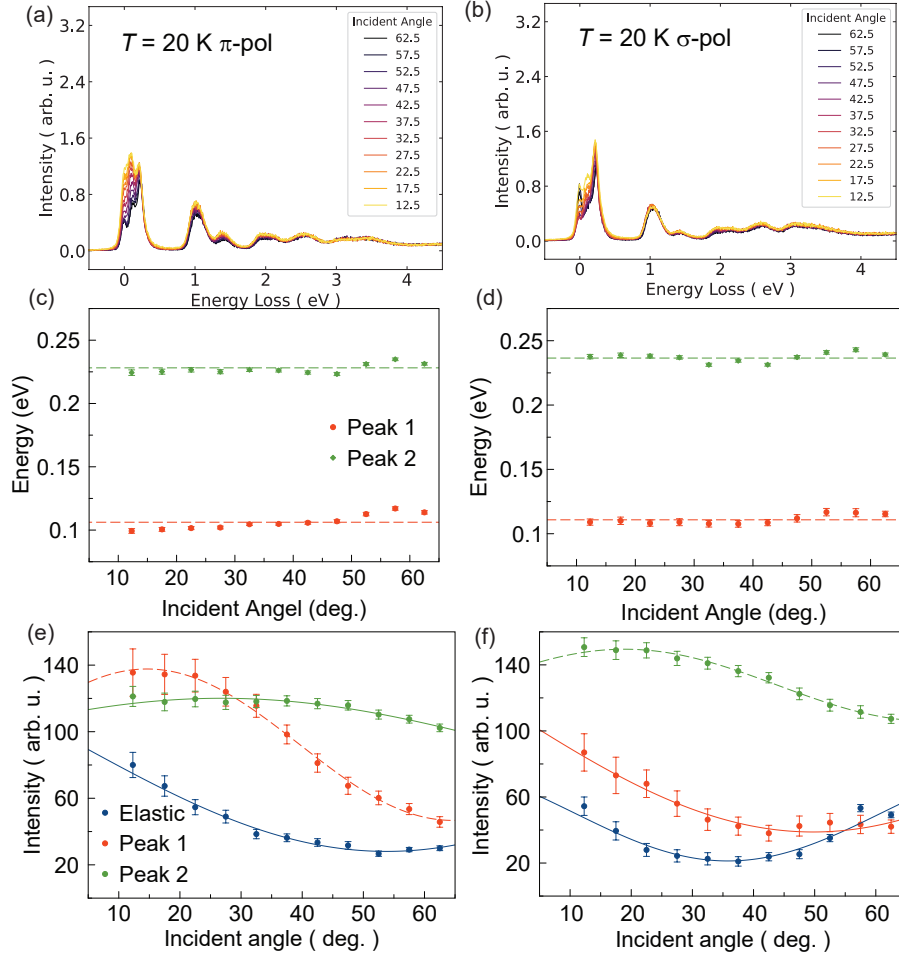 (a)
T = 20 K π-pol
Incident Angle
62.5
57.5
52.5
47.5
42.5
37.5
32.5
27.5
22.5
17.5
12.5
Intensity ( arb. u. )
3.2
2.4
1.6
0.8
0.0
0 1 2 3 4
Energy Loss ( eV )
(b)
T = 20 K σ-pol
Incident Angle
62.5
57.5
52.5
47.5
42.5
37.5
32.5
27.5
22.5
17.5
12.5
Intensity ( arb. u. )
3.2
2.4
1.6
0.8
0.0
0 1 2 3 4
Energy Loss ( eV )
(c)
Energy (eV)
0.25
0.2
0.15
0.1
Peak 1
Peak 2
10 20 30 40 50 60
Incident Angel (deg.)
(d)
Energy (eV)
0.25
0.2
0.15
0.1
10 20 30 40 50 60
Incident Angle (deg.)
(e)
Intensity ( arb. u. )
140
100
60
20
Elastic
Peak 1
Peak 2
10 20 30 40 50 60
Incident angle ( deg. )
(f)
Intensity ( arb. u. )
140
100
60
20
10 20 30 40 50 60
Incident angle ( deg. )